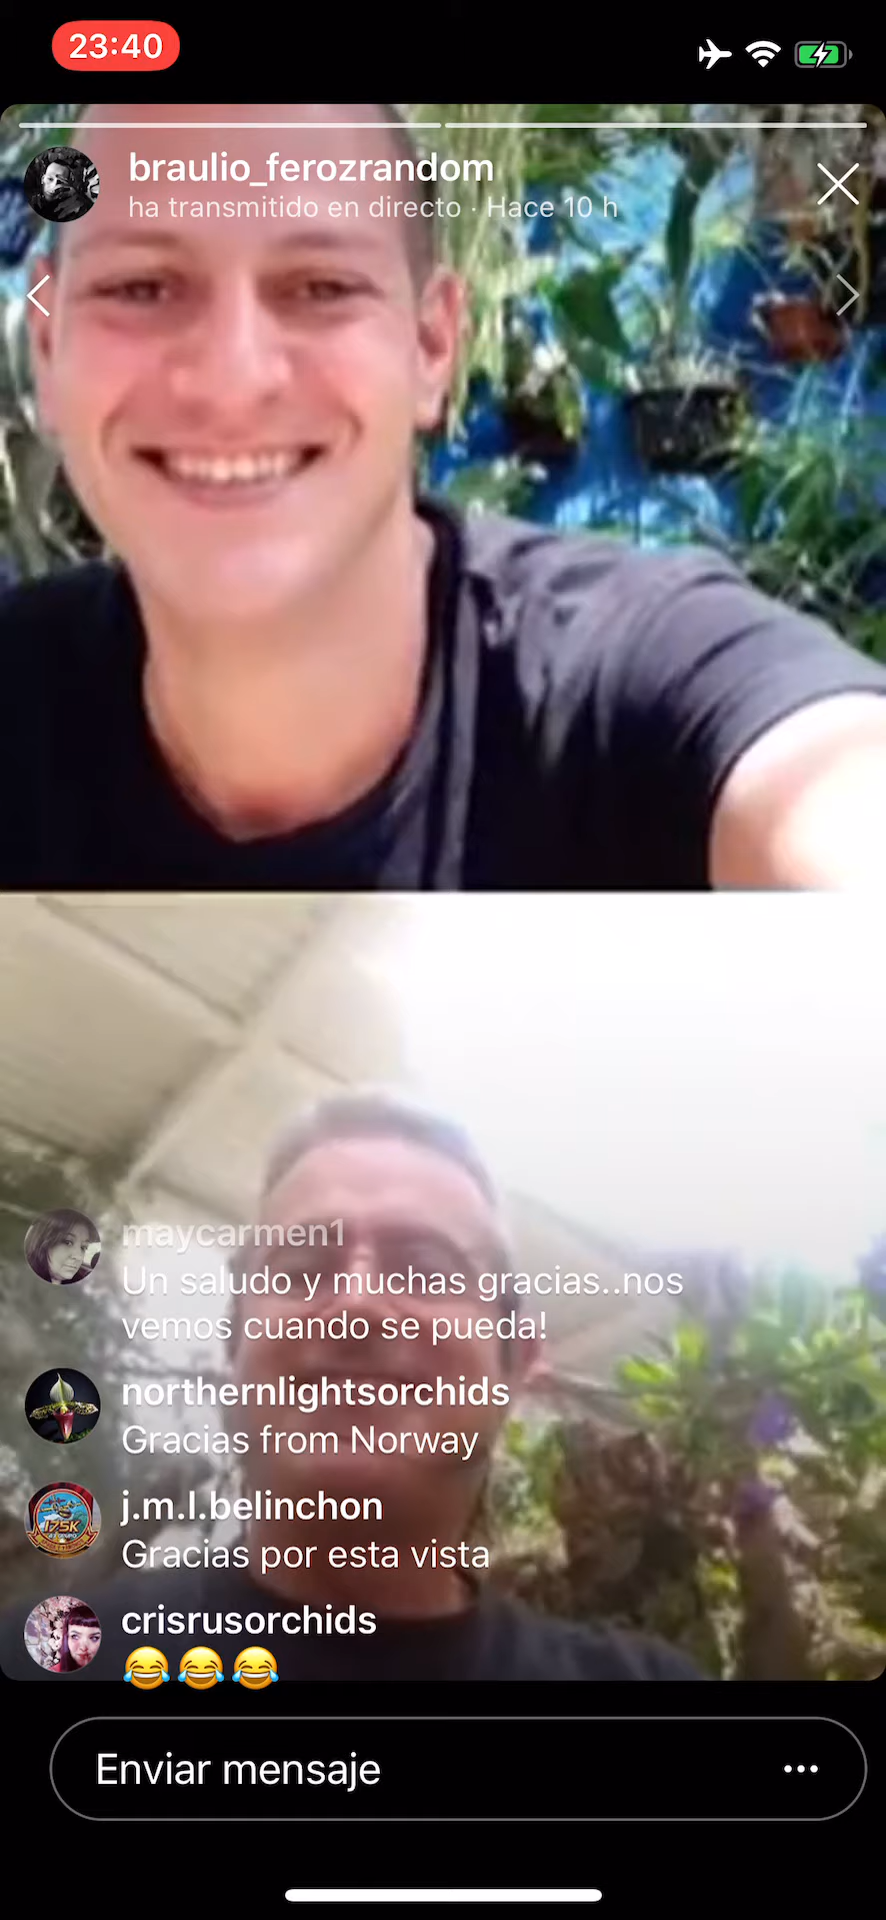 23:40
braulio_ferozrandom
ha transmitido en directo · Hace 10 h
maycarmen1
Un saludo y muchas gracias..nos
vemos cuando se pueda!
northernlightsorchids
Gracias from Norway
j.m.l.belinchon
175K
Gracias por esta vista
crisrusorchids
😂😂😂
Enviar mensaje